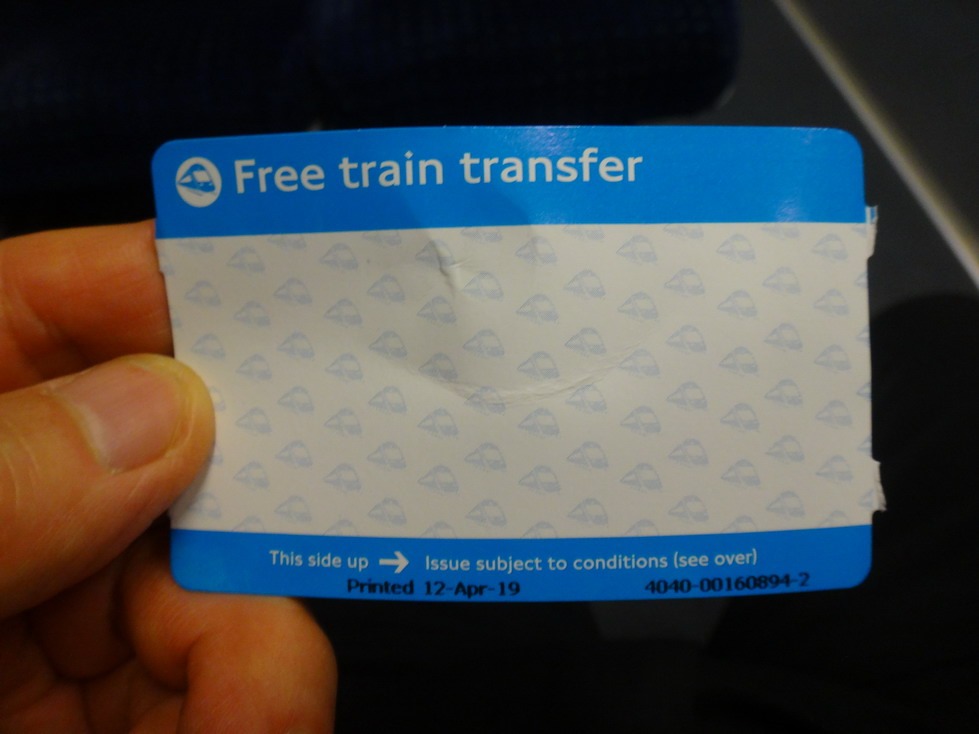 Free train transfer
This side up → Issue subject to conditions (see over)
Printed 12-Apr-19 4040-00160894-2